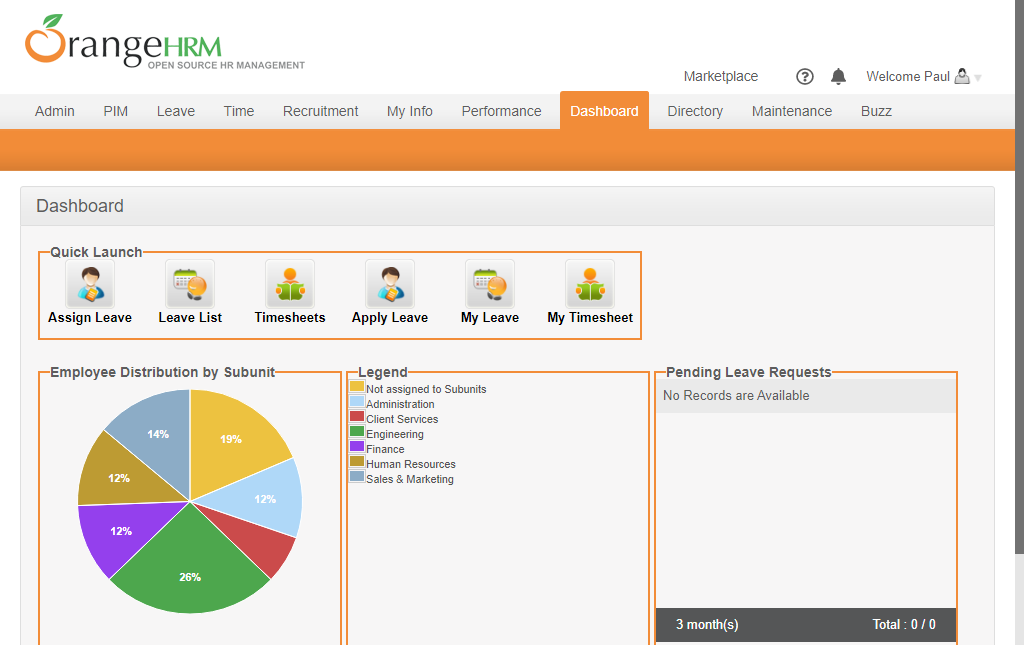 OrangeHRM
OPEN SOURCE HR MANAGEMENT
Marketplace ? Welcome Paul
Admin PIM Leave Time Recruitment My Info Performance Dashboard Directory Maintenance Buzz
Dashboard
Quick Launch
Assign Leave Leave List Timesheets Apply Leave My Leave My Timesheet
Employee Distribution by Subunit
19%
12%
26%
12%
12%
14%
Legend
Not assigned to Subunits
Administration
Client Services
Engineering
Finance
Human Resources
Sales & Marketing
Pending Leave Requests
No Records are Available
3 month(s) Total : 0 / 0